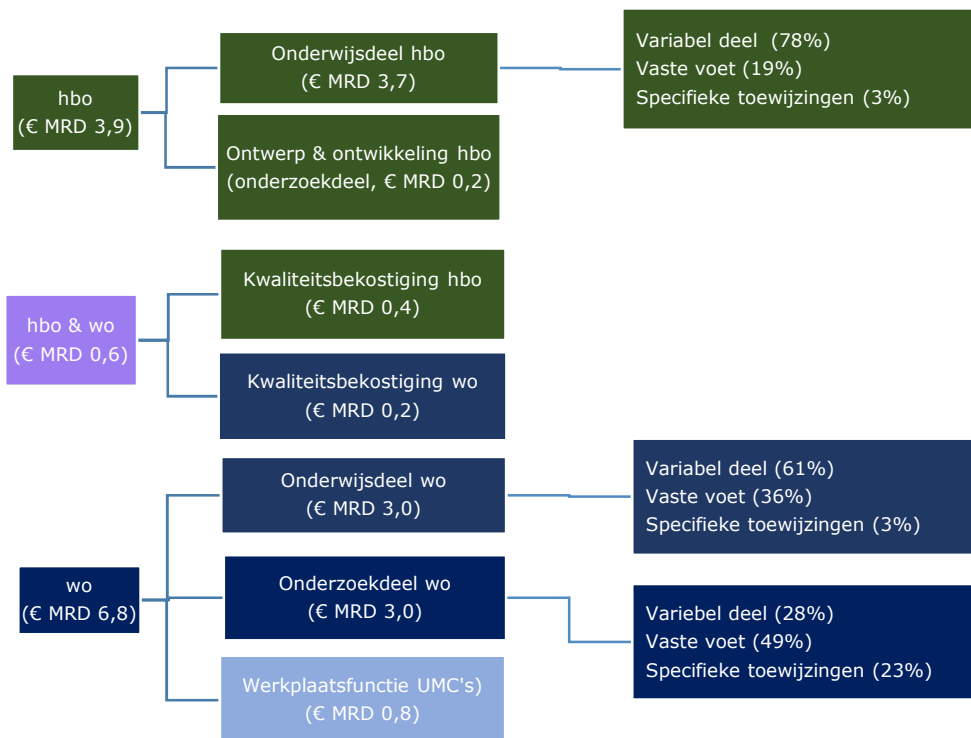 hbo
(€ MRD 3,9)
Onderwijsdeel hbo
(€ MRD 3,7)
Variabel deel (78%)
Vaste voet (19%)
Specifieke toewijzingen (3%)
Ontwerp & ontwikkeling hbo
(onderzoekdeel, € MRD 0,2)
hbo & wo
(€ MRD 0,6)
Kwaliteitsbekostiging hbo
(€ MRD 0,4)
Kwaliteitsbekostiging wo
(€ MRD 0,2)
wo
(€ MRD 6,8)
Onderwijsdeel wo
(€ MRD 3,0)
Variabel deel (61%)
Vaste voet (36%)
Specifieke toewijzingen (3%)
Onderzoekdeel wo
(€ MRD 3,0)
Variebel deel (28%)
Vaste voet (49%)
Specifieke toewijzingen (23%)
Werkplaatsfunctie UMC's)
(€ MRD 0,8)